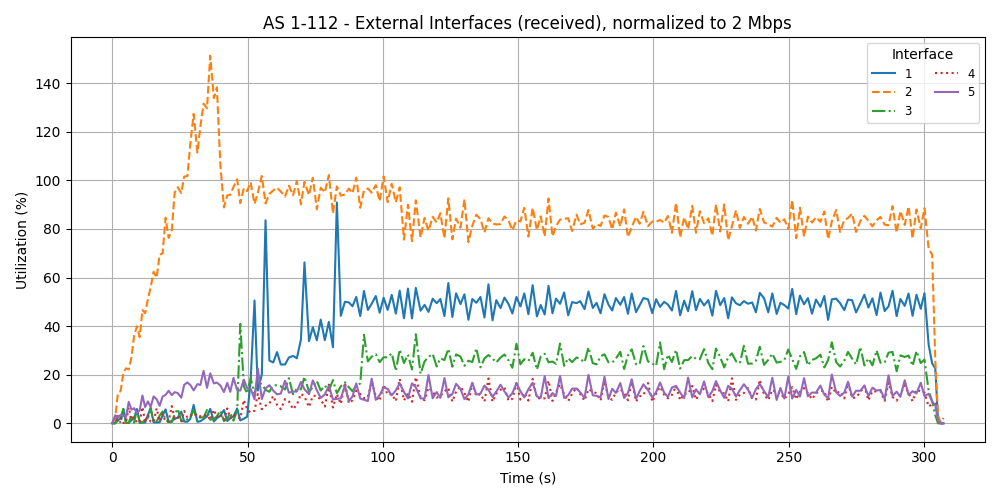 AS 1-112 - External Interfaces (received), normalized to 2 Mbps
Interface
1
2
3
4
5
Utilization (%)
140
120
100
80
60
40
20
0
0 50 100 150 200 250 300
Time (s)